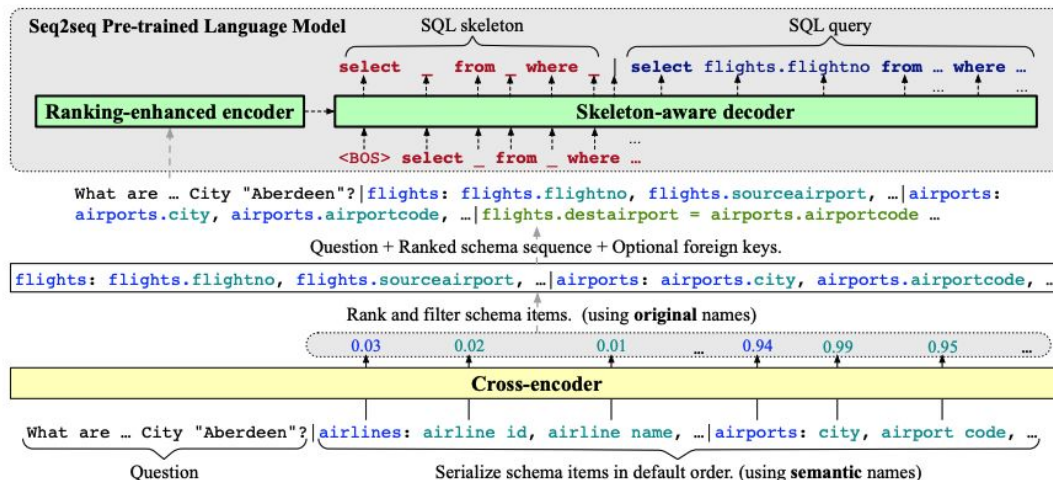 Seq2seq Pre-trained Language Model
SQL skeleton
SQL query
select _ from _ where _ | select flights.flightno from … where …
… …
Ranking-enhanced encoder
Skeleton-aware decoder
…
<BOS> select _ from _ where …
What are … City "Aberdeen"?|flights: flights.flightno, flights.sourceairport, …|airports:
airports.city, airports.airportcode, …|flights.destairport = airports.airportcode …
Question + Ranked schema sequence + Optional foreign keys.
flights: flights.flightno, flights.sourceairport, …|airports: airports.city, airports.airportcode, …
Rank and filter schema items. (using original names)
0.03 0.02 0.01 … 0.94 0.99 0.95 …
Cross-encoder
What are … City "Aberdeen"?|airlines: airline id, airline name, …|airports: city, airport code, …
Question
Serialize schema items in default order. (using semantic names)